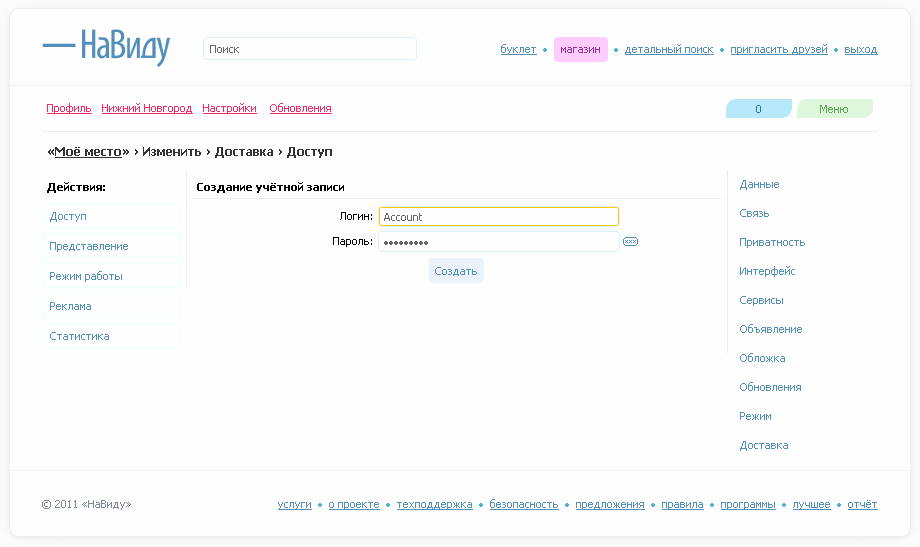 — НаВиду
Поиск
буклет • магазин • детальный поиск • пригласить друзей • выход
Профиль Нижний Новгород Настройки Обновления
0 Меню
«Моё место» › Изменить › Доставка › Доступ
Действия:
Доступ
Представление
Режим работы
Реклама
Статистика
Создание учётной записи
Логин: Account
Пароль: •••••••••
Создать
Данные
Связь
Приватность
Интерфейс
Сервисы
Объявление
Обложка
Обновления
Режим
Доставка
© 2011 «НаВиду»
услуги • о проекте • техподдержка • безопасность • предложения • правила • программы • лучшее • отчёт